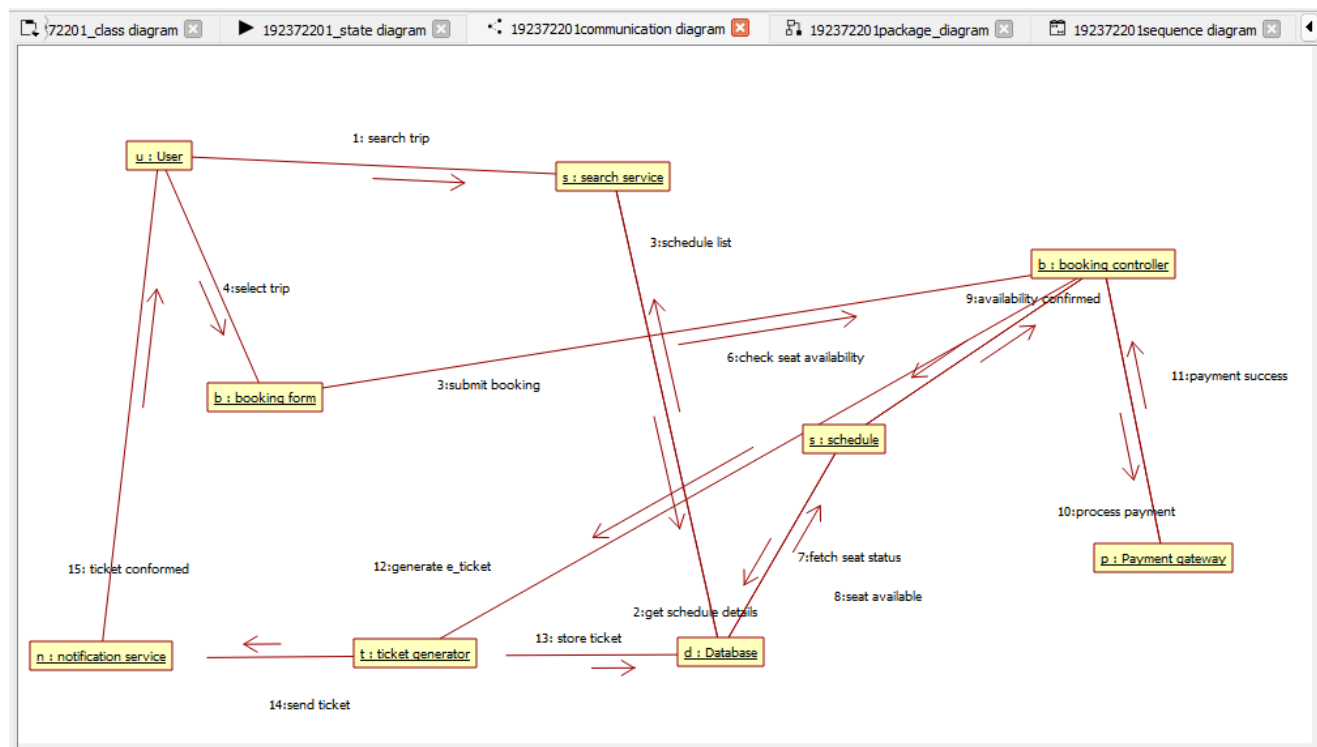 72201_class diagram
192372201_state diagram
192372201communication diagram
192372201package_diagram
192372201sequence diagram
1: search trip
u : User
s : search service
3:schedule list
b : booking controller
4:select trip
9:availability confirmed
6:check seat availability
3:submit booking
11:payment success
b : booking form
s : schedule
10:process payment
7:fetch seat status
p : Payment gateway
15: ticket conformed
12:generate e_ticket
8:seat available
2:get schedule details
13: store ticket
n : notification service
t : ticket generator
d : Database
14:send ticket